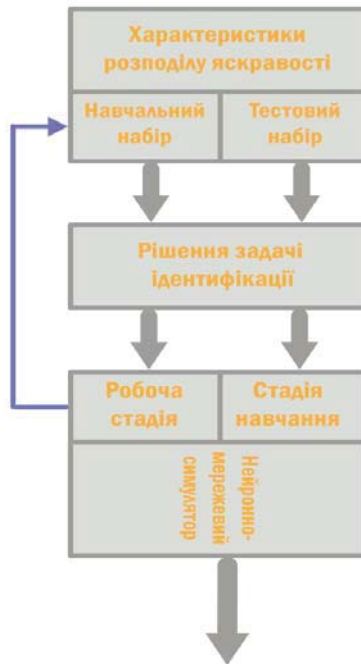 Характеристики
розподілу яскравості
Навчальний
набір
Тестовий
набір
Рішення задачі
ідентифікації
Робоча
стадія
Стадія
навчання
Нейронно-
мережевий
симулятор